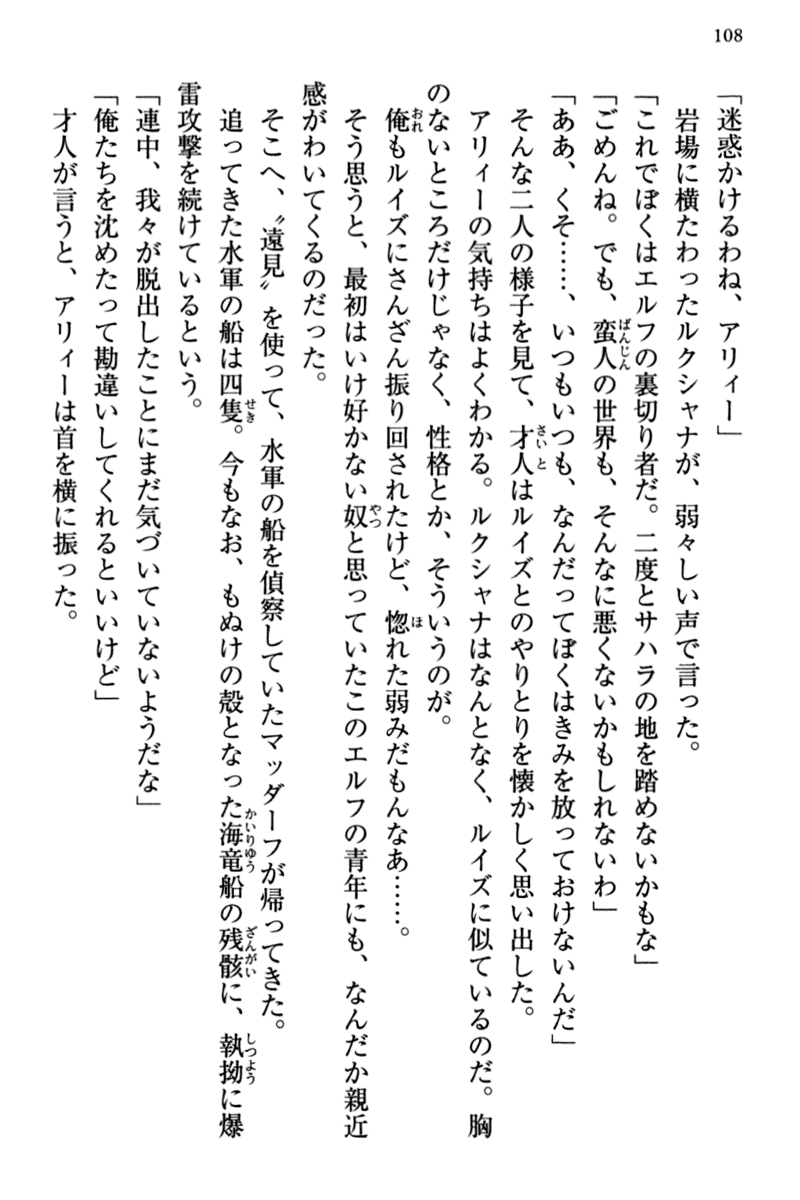 108
「迷惑かけるわね、アリィー」
岩場に横たわったルクシャナが、弱々しい声で言った。
「これでぼくはエルフの裏切り者だ。二度とサハラの地を踏めないかもな」
「ごめんね。でも、蛮人の世界も、そんなに悪くないかもしれないわ」
「ああ、くそ……、いつもいつも、なんだってぼくはきみを放っておけないんだ」
そんな二人の様子を見て、才人はルイズとのやりとりを懐かしく思い出した。
アリィーの気持ちはよくわかる。ルクシャナはなんとなく、ルイズに似ているのだ。胸
のないところだけじゃなく、性格とか、そういうのが。
俺もルイズにさんざん振り回されたけど、惚れた弱みだもんなあ……。
そう思うと、最初はいけ好かない奴と思っていたこのエルフの青年にも、なんだか親近
感がわいてくるのだった。
そこへ、〝遠見〟を使って、水軍の船を偵察していたマッダーフが帰ってきた。
追ってきた水軍の船は四隻。今もなお、もぬけの殻となった海竜船の残骸に、執拗に爆
雷攻撃を続けているという。
「連中、我々が脱出したことにまだ気づいていないようだな」
「俺たちを沈めたって勘違いしてくれるといいけど」
才人が言うと、アリィーは首を横に振った。